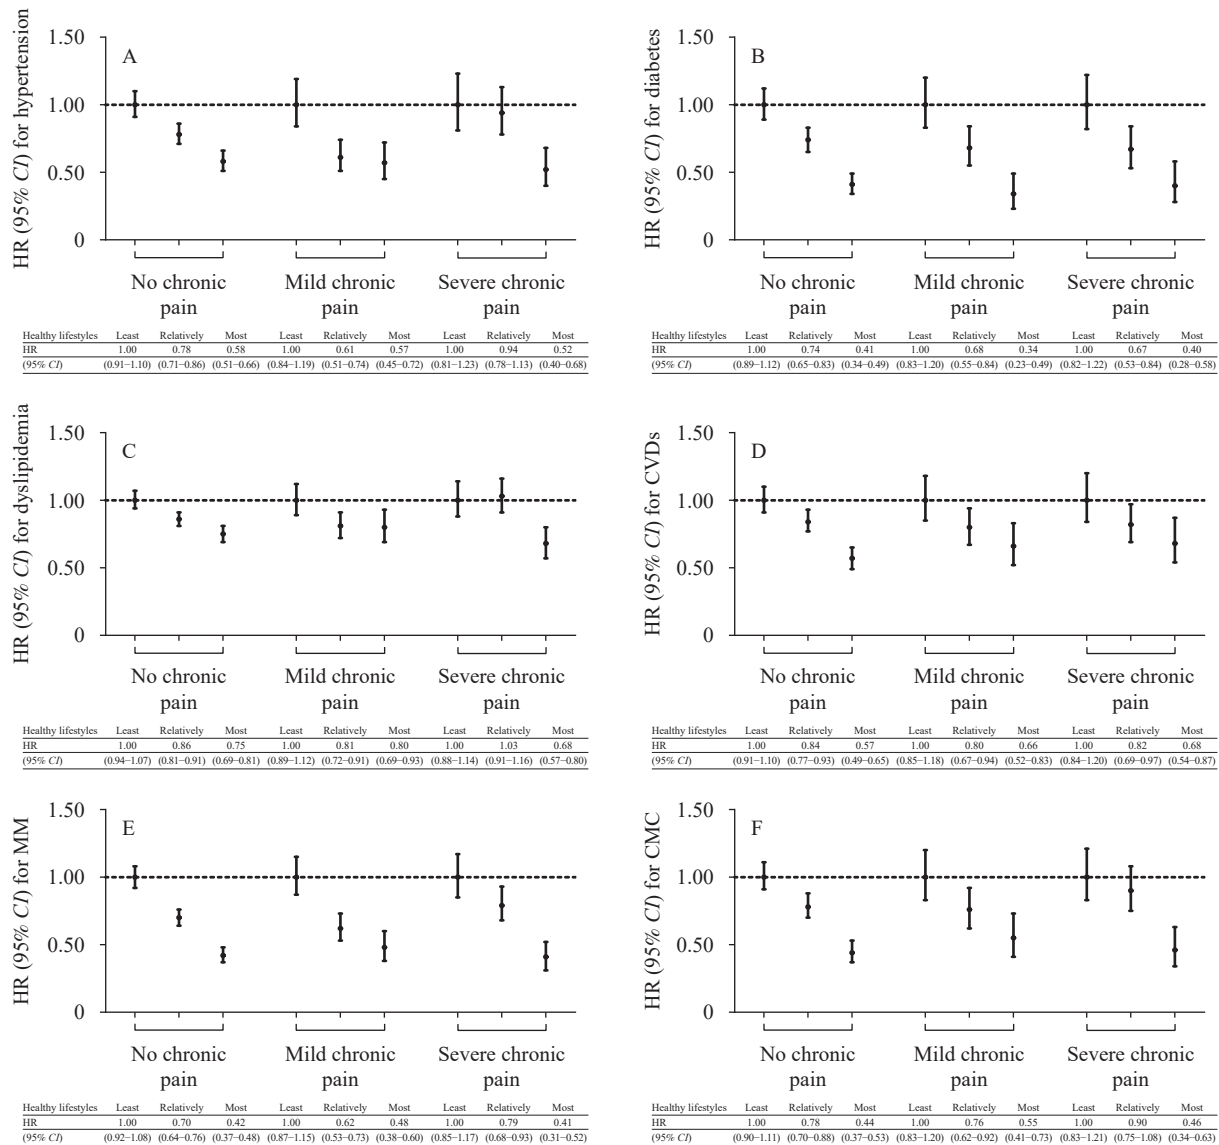 HR (95% CI) for hypertension
A
1.50
1.00
0.50
0
No chronic pain
Mild chronic pain
Severe chronic pain
Healthy lifestyles Least Relatively Most Least Relatively Most Least Relatively Most
HR 1.00 0.78 0.58 1.00 0.61 0.57 1.00 0.94 0.52
(95% CI) (0.91−1.10) (0.71−0.86) (0.51−0.66) (0.84−1.19) (0.51−0.74) (0.45−0.72) (0.81−1.23) (0.78−1.13) (0.40−0.68)
HR (95% CI) for diabetes
B
1.50
1.00
0.50
0
No chronic pain
Mild chronic pain
Severe chronic pain
Healthy lifestyles Least Relatively Most Least Relatively Most Least Relatively Most
HR 1.00 0.74 0.41 1.00 0.68 0.34 1.00 0.67 0.40
(95% CI) (0.89−1.12) (0.65−0.83) (0.34−0.49) (0.83−1.20) (0.55−0.84) (0.23−0.49) (0.82−1.22) (0.53−0.84) (0.28−0.58)
HR (95% CI) for dyslipidemia
C
1.50
1.00
0.50
0
No chronic pain
Mild chronic pain
Severe chronic pain
Healthy lifestyles Least Relatively Most Least Relatively Most Least Relatively Most
HR 1.00 0.86 0.75 1.00 0.81 0.80 1.00 1.03 0.68
(95% CI) (0.94−1.07) (0.81−0.91) (0.69−0.81) (0.89−1.12) (0.72−0.91) (0.69−0.93) (0.88−1.14) (0.91−1.16) (0.57−0.80)
HR (95% CI) for CVDs
D
1.50
1.00
0.50
0
No chronic pain
Mild chronic pain
Severe chronic pain
Healthy lifestyles Least Relatively Most Least Relatively Most Least Relatively Most
HR 1.00 0.84 0.57 1.00 0.80 0.66 1.00 0.82 0.68
(95% CI) (0.91−1.10) (0.77−0.93) (0.49−0.65) (0.85−1.18) (0.67−0.94) (0.52−0.83) (0.84−1.20) (0.69−0.97) (0.54−0.87)
HR (95% CI) for MM
E
1.50
1.00
0.50
0
No chronic pain
Mild chronic pain
Severe chronic pain
Healthy lifestyles Least Relatively Most Least Relatively Most Least Relatively Most
HR 1.00 0.70 0.42 1.00 0.62 0.48 1.00 0.79 0.41
(95% CI) (0.92−1.08) (0.64−0.76) (0.37−0.48) (0.87−1.15) (0.53−0.73) (0.38−0.60) (0.85−1.17) (0.68−0.93) (0.31−0.52)
HR (95% CI) for CMC
F
1.50
1.00
0.50
0
No chronic pain
Mild chronic pain
Severe chronic pain
Healthy lifestyles Least Relatively Most Least Relatively Most Least Relatively Most
HR 1.00 0.78 0.44 1.00 0.76 0.55 1.00 0.90 0.46
(95% CI) (0.90−1.11) (0.70−0.88) (0.37−0.53) (0.83−1.20) (0.62−0.92) (0.41−0.73) (0.83−1.21) (0.75−1.08) (0.34−0.63)